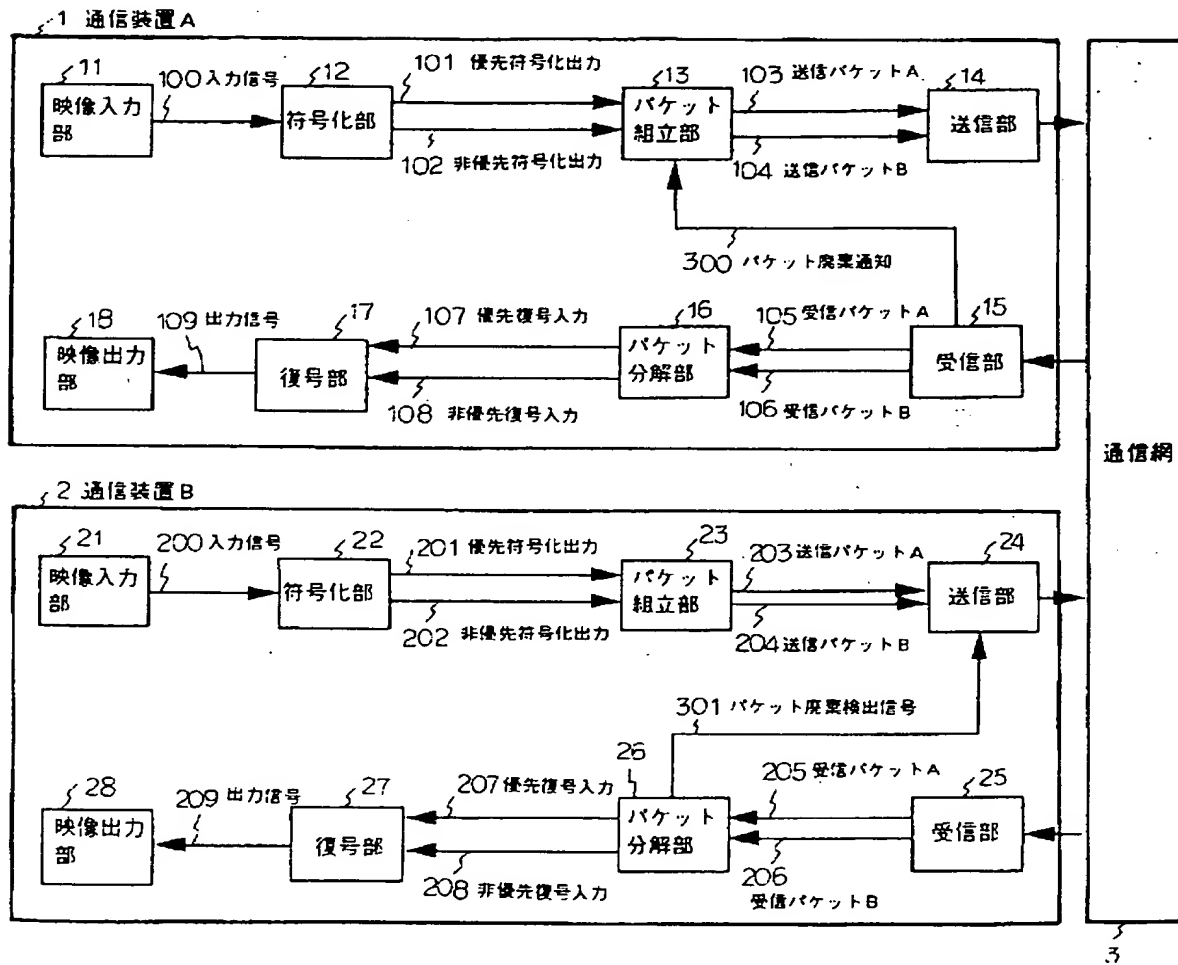 1 通信装置A
11
映像入力
部
100 入力信号
12
符号化部
101 優先符号化出力
102 非優先符号化出力
13
パケット
組立部
103 送信パケットA
104 送信パケットB
14
送信部
300 パケット廃棄通知
18
映像出力
部
109 出力信号
17
復号部
107 優先復号入力
108 非優先復号入力
16
パケット
分解部
105 受信パケットA
106 受信パケットB
15
受信部
通信網
2 通信装置B
21
映像入力
部
200 入力信号
22
符号化部
201 優先符号化出力
202 非優先符号化出力
23
パケット
組立部
203 送信パケットA
204 送信パケットB
24
送信部
301 パケット廃棄検出信号
28
映像出力
部
209 出力信号
27
復号部
207 優先復号入力
208 非優先復号入力
26
パケット
分解部
205 受信パケットA
206
受信パケットB
25
受信部
3